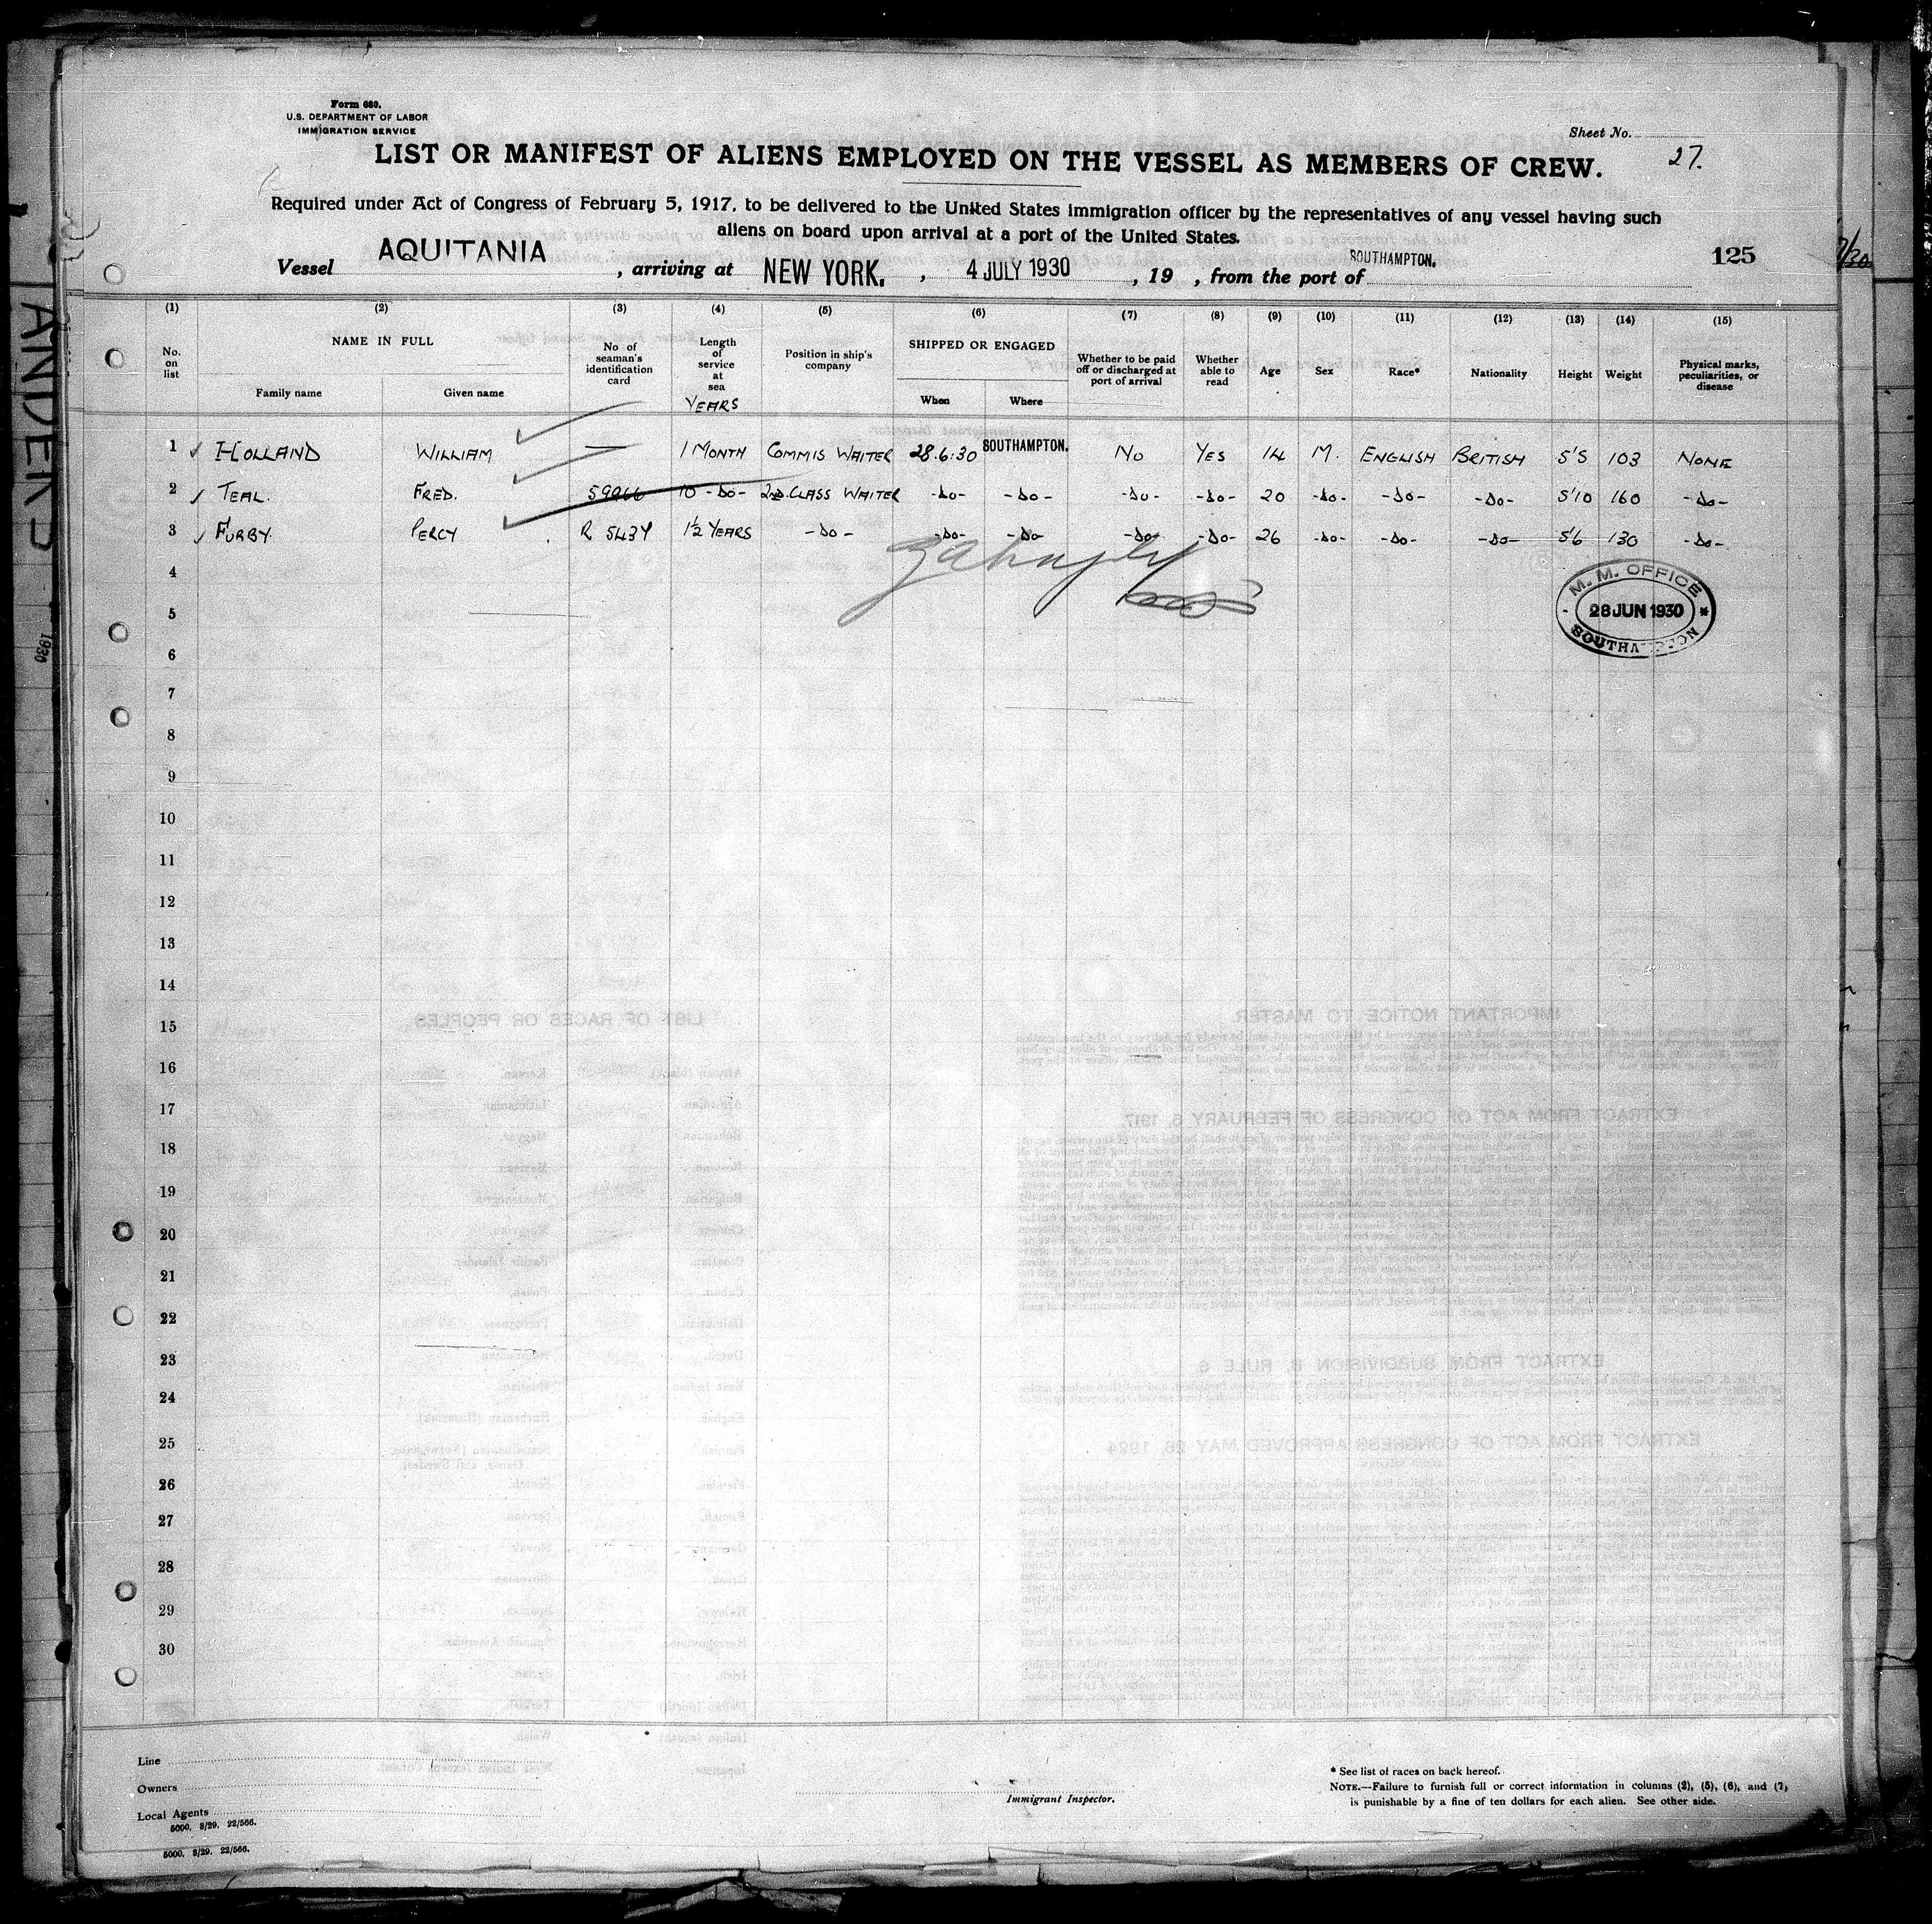 Form 680.
U.S. DEPARTMENT OF LABOR
IMMIGRATION SERVICE
Sheet No.
27.
LIST OR MANIFEST OF ALIENS EMPLOYED ON THE VESSEL AS MEMBERS OF CREW.
Required under Act of Congress of February 5, 1917, to be delivered to the United States immigration officer by the representatives of any vessel having such
aliens on board upon arrival at a port of the United States.
125
Vessel AQUITANIA, arriving at NEW YORK., 4 JULY 1930, 19 , from the port of SOUTHAMPTON.
(1) (2) (3) (4) (5) (6) (7) (8) (9) (10) (11) (12) (13) (14) (15)
No. on list
NAME IN FULL
Family name
Given name
No of seaman's identification card
Length of service at sea
YEARS
Position in ship's company
SHIPPED OR ENGAGED
When
Where
Whether to be paid off or discharged at port of arrival
Whether able to read
Age
Sex
Race*
Nationality
Height
Weight
Physical marks, peculiarities, or disease
1 HOLLAND WILLIAM — 1 MONTH COMMIS WAITER 28.6.30 SOUTHAMPTON. NO YES 14 M. ENGLISH BRITISH 5'5 103 NONE
2 TEAL. FRED. 59966 10 -DO- 2ND. CLASS WAITER -DO- -DO- -DO- -DO- 20 -DO- -DO- -DO- 5'10 160 -DO-
3 FURBY. PERCY R 5434 1½ YEARS -DO- -DO- -DO- -DO- -DO- 26 -DO- -DO- -DO- 5'6 130 -DO-
4
5
6
7
8
9
10
11
12
13
14
15
16
17
18
19
20
21
22
23
24
25
26
27
28
29
30
M. M. OFFICE
28 JUN 1930
SOUTHAMPTON
ANDERS
1930
Line
Owners
Local Agents
5000. 8/29. 22/566.
5000. 8/29. 22/566.
Immigrant Inspector.
* See list of races on back hereof.
NOTE.—Failure to furnish full or correct information in columns (2), (5), (6), and (7,
is punishable by a fine of ten dollars for each alien. See other side.